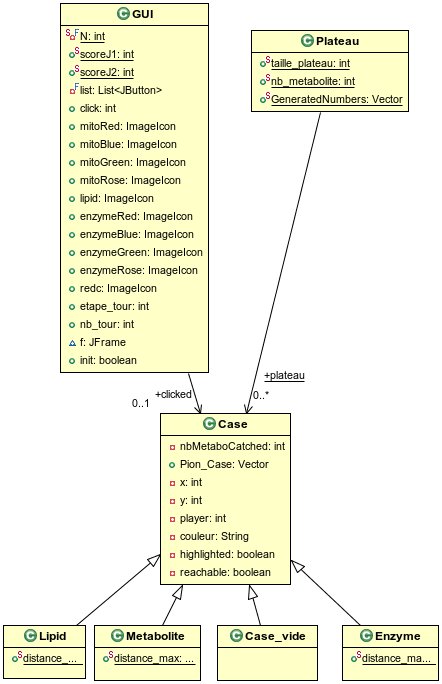 C GUI
S F N: int
S scoreJ1: int
S scoreJ2: int
F list: List<JButton>
click: int
mitoRed: ImageIcon
mitoBlue: ImageIcon
mitoGreen: ImageIcon
mitoRose: ImageIcon
lipid: ImageIcon
enzymeRed: ImageIcon
enzymeBlue: ImageIcon
enzymeGreen: ImageIcon
enzymeRose: ImageIcon
redc: ImageIcon
etape_tour: int
nb_tour: int
f: JFrame
init: boolean
C Plateau
S taille_plateau: int
S nb_metabolite: int
S GeneratedNumbers: Vector
+clicked
0..1
+plateau
0..*
C Case
nbMetaboCatched: int
Pion_Case: Vector
x: int
y: int
player: int
couleur: String
highlighted: boolean
reachable: boolean
C Lipid
S distance_...
C Metabolite
S distance_max: ...
C Case_vide
C Enzyme
S distance_ma...